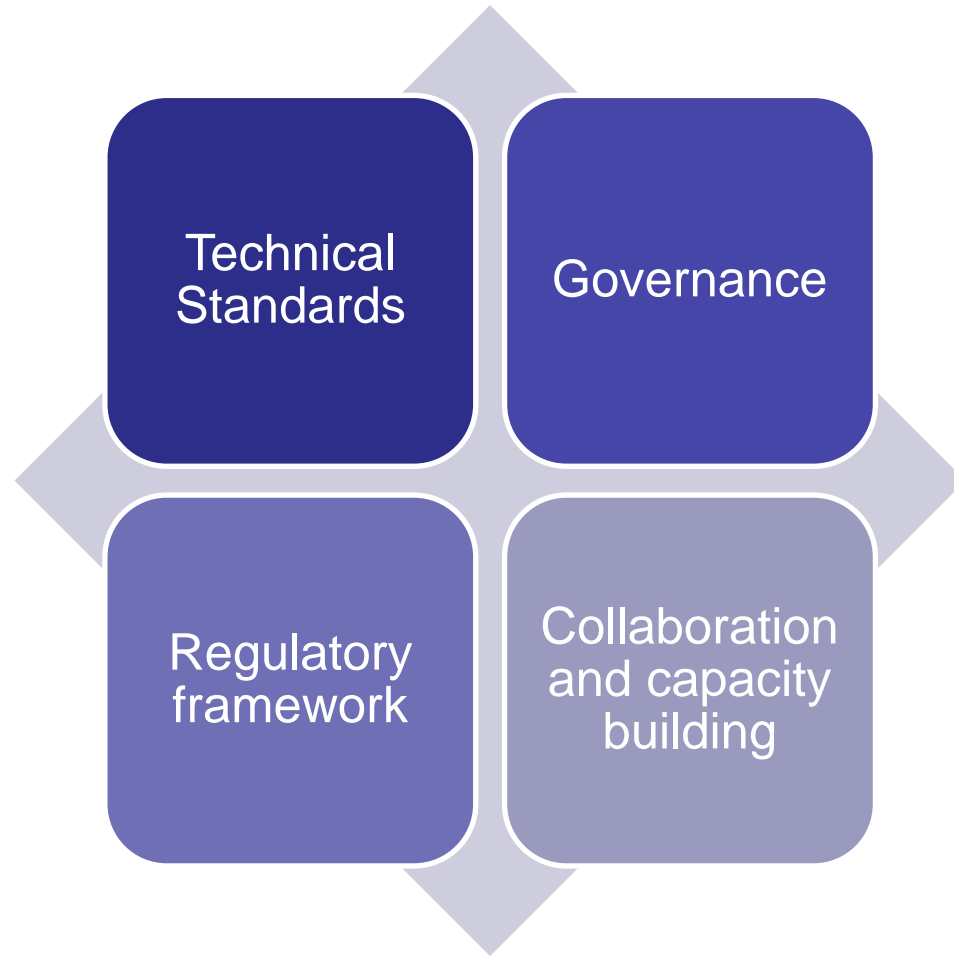 Technical
Standards
Governance
Regulatory
framework
Collaboration
and capacity
building